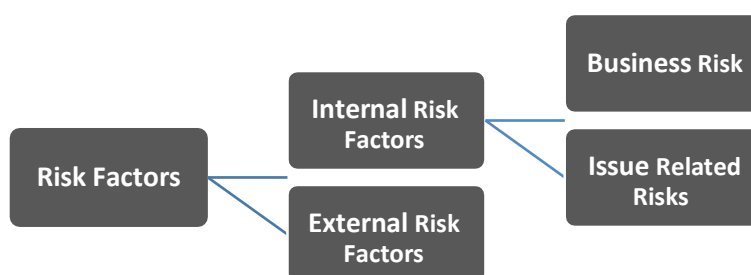 Risk Factors
Internal Risk
Factors
External Risk
Factors
Business Risk
Issue Related
Risks